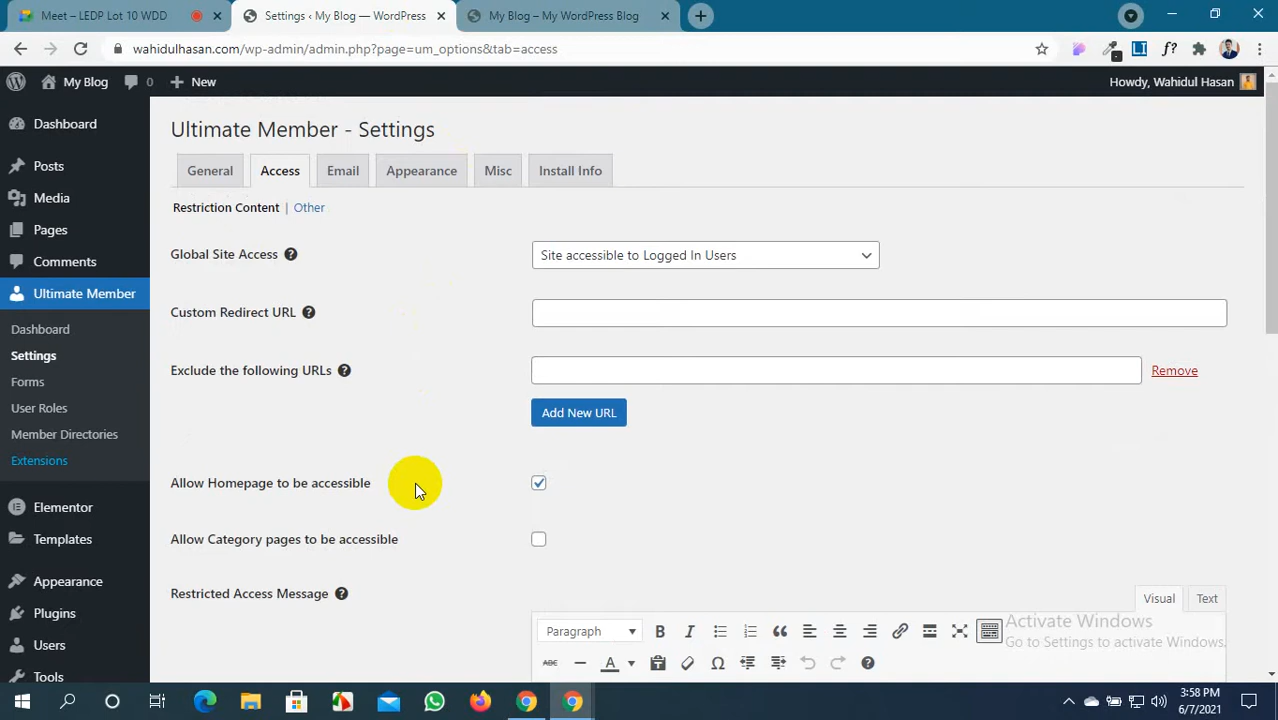 Meet – LEDP Lot 10 WDD
Settings ‹ My Blog — WordPress
My Blog – My WordPress Blog
wahidulhasan.com/wp-admin/admin.php?page=um_options&tab=access
My Blog
0
New
Howdy, Wahidul Hasan
Dashboard
Posts
Media
Pages
Comments
Ultimate Member
Dashboard
Settings
Forms
User Roles
Member Directories
Extensions
Elementor
Templates
Appearance
Plugins
Users
Tools
Ultimate Member - Settings
General
Access
Email
Appearance
Misc
Install Info
Restriction Content | Other
Global Site Access
Site accessible to Logged In Users
Custom Redirect URL
Exclude the following URLs
Remove
Add New URL
Allow Homepage to be accessible
Allow Category pages to be accessible
Restricted Access Message
Visual
Text
Paragraph
Activate Windows
Go to Settings to activate Windows.
3:58 PM
6/7/2021